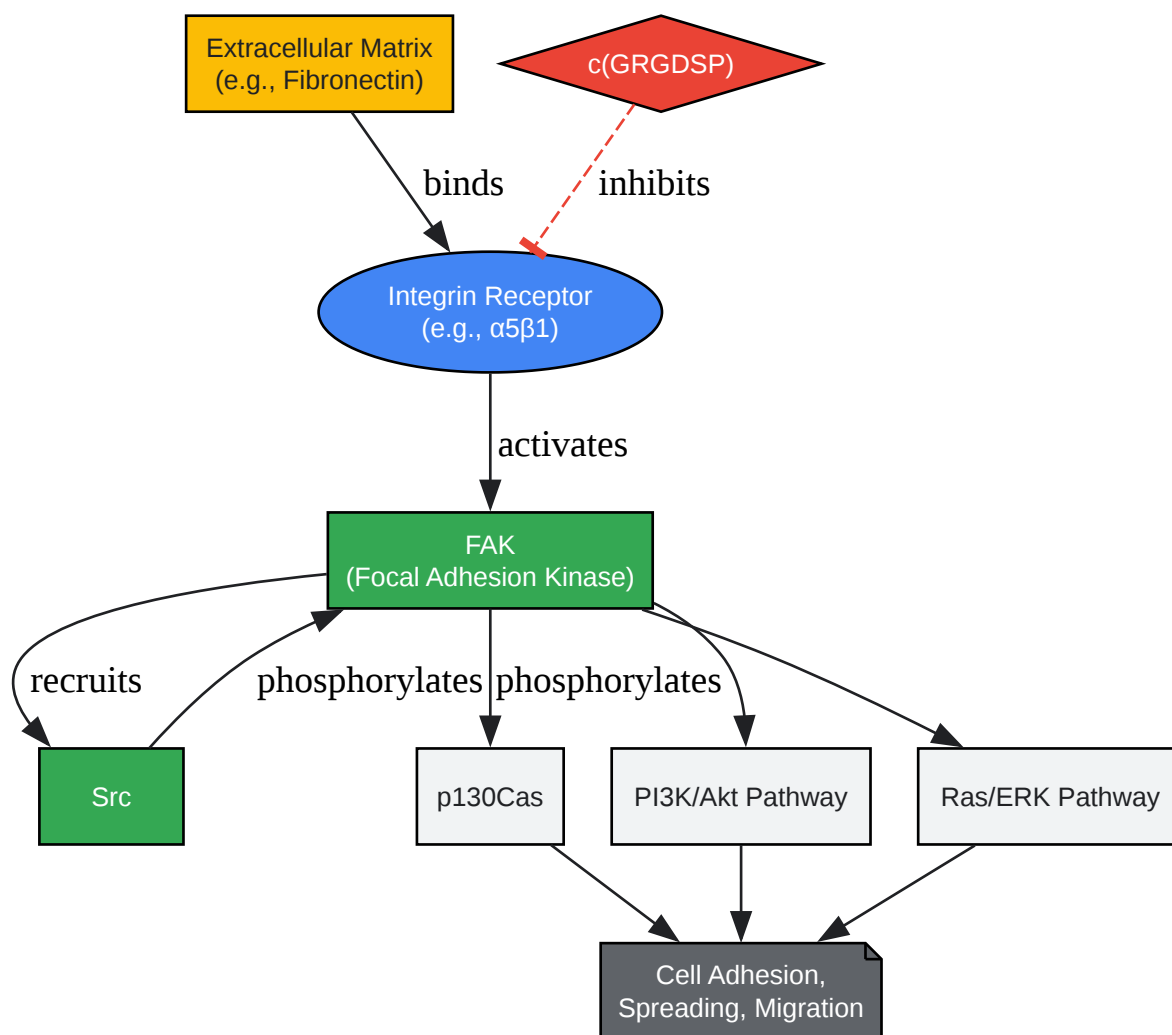 Extracellular Matrix
(e.g., Fibronectin)
c(GRGDSP)
binds
inhibits
Integrin Receptor
(e.g., α5β1)
activates
FAK
(Focal Adhesion Kinase)
recruits
phosphorylates
phosphorylates
Src
p130Cas
PI3K/Akt Pathway
Ras/ERK Pathway
Cell Adhesion,
Spreading, Migration